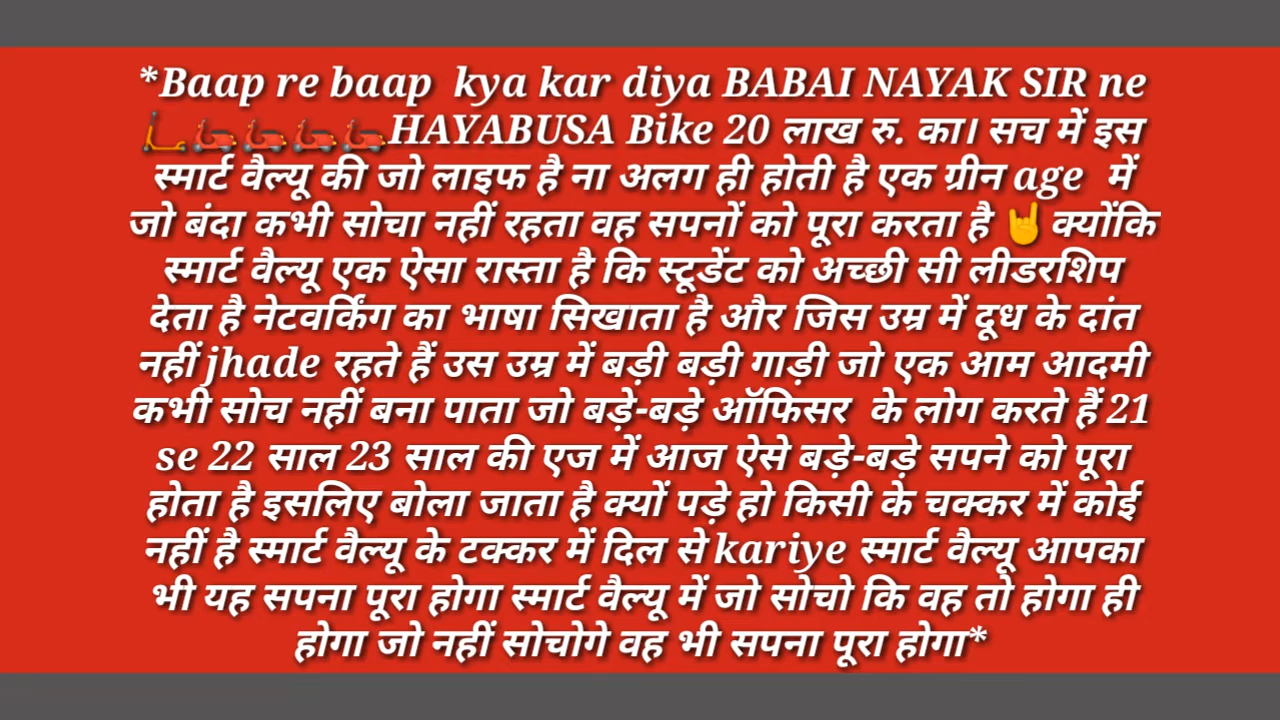 *Baap re baap kya kar diya BABAI NAYAK SIR ne
🛴🛵🛵🛵🛵HAYABUSA Bike 20 लाख रु. का। सच में इस
स्मार्ट वैल्यू की जो लाइफ है ना अलग ही होती है एक ग्रीन age में
जो बंदा कभी सोचा नहीं रहता वह सपनों को पूरा करता है 🤘 क्योंकि
स्मार्ट वैल्यू एक ऐसा रास्ता है कि स्टूडेंट को अच्छी सी लीडरशिप
देता है नेटवर्किंग का भाषा सिखाता है और जिस उम्र में दूध के दांत
नहीं jhade रहते हैं उस उम्र में बड़ी बड़ी गाड़ी जो एक आम आदमी
कभी सोच नहीं बना पाता जो बड़े-बड़े ऑफिसर के लोग करते हैं 21
se 22 साल 23 साल की एज में आज ऐसे बड़े-बड़े सपने को पूरा
होता है इसलिए बोला जाता है क्यों पड़े हो किसी के चक्कर में कोई
नहीं है स्मार्ट वैल्यू के टक्कर में दिल से kariye स्मार्ट वैल्यू आपका
भी यह सपना पूरा होगा स्मार्ट वैल्यू में जो सोचो कि वह तो होगा ही
होगा जो नहीं सोचोगे वह भी सपना पूरा होगा*